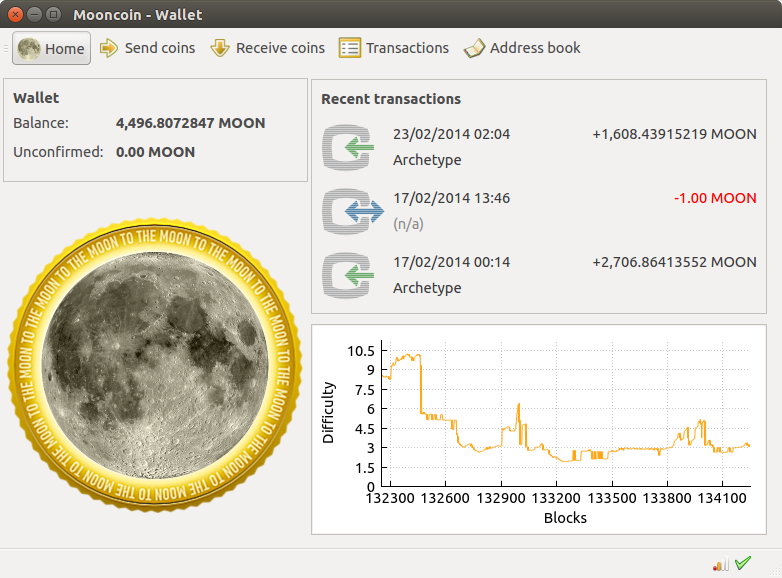 Mooncoin - Wallet
Home Send coins Receive coins Transactions Address book
Wallet
Balance: 4,496.8072847 MOON
Unconfirmed: 0.00 MOON
TO THE MOON TO THE MOON TO THE MOON TO THE MOON TO THE MOON TO THE MOON TO THE MOON TO THE MOON
Recent transactions
23/02/2014 02:04 +1,608.43915219 MOON
Archetype
17/02/2014 13:46 -1.00 MOON
(n/a)
17/02/2014 00:14 +2,706.86413552 MOON
Archetype
Difficulty
10.5
9
7.5
6
4.5
3
1.5
0
132300 132600 132900 133200 133500 133800 134100
Blocks